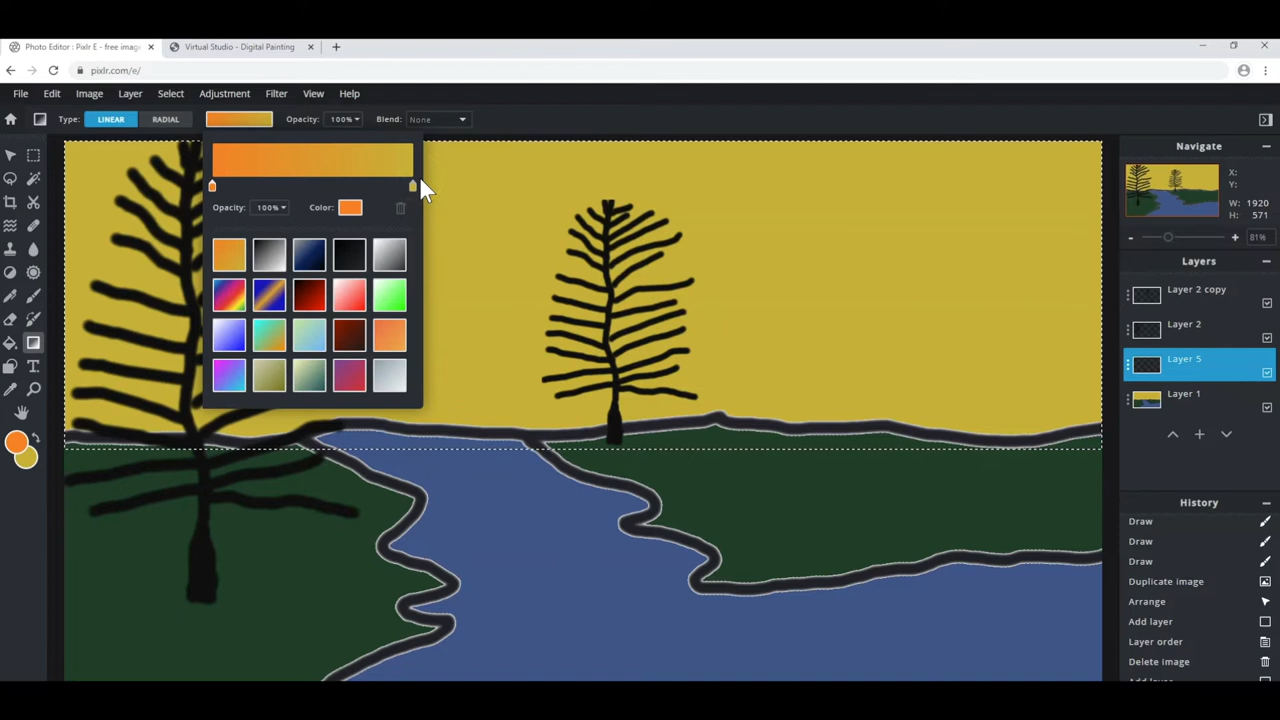 Photo Editor : Pixlr E - free imag
Virtual Studio - Digital Painting
pixlr.com/e/
File Edit Image Layer Select Adjustment Filter View Help
Type: LINEAR RADIAL Opacity: 100% Blend: None
Opacity: 100% Color:
Navigate
X:
Y:
W: 1920
H: 571
81%
Layers
Layer 2 copy
Layer 2
Layer 5
Layer 1
History
Draw
Draw
Draw
Duplicate image
Arrange
Add layer
Layer order
Delete image